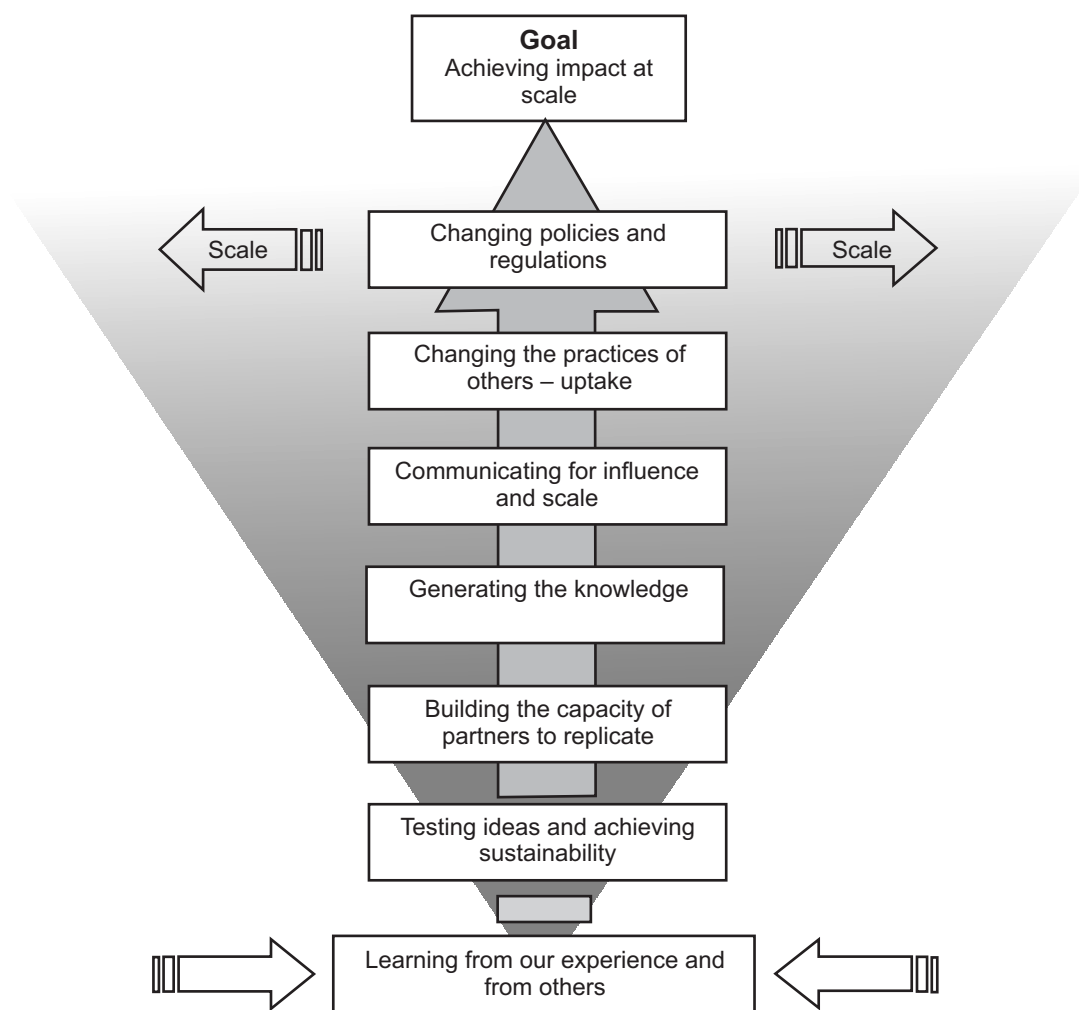 Goal
Achieving impact at
scale
Changing policies and
regulations
Scale
Scale
Changing the practices of
others – uptake
Communicating for influence
and scale
Generating the knowledge
Building the capacity of
partners to replicate
Testing ideas and achieving
sustainability
Learning from our experience and
from others